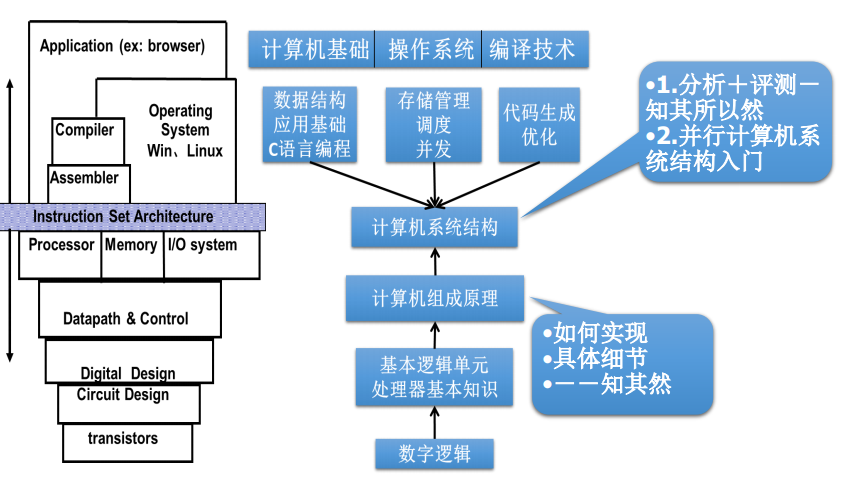 Application (ex: browser)
Operating
System
Win、Linux
Compiler
Assembler
Instruction Set Architecture
Processor
Memory
I/O system
Datapath & Control
Digital Design
Circuit Design
transistors
计算机基础
操作系统
编译技术
数据结构
应用基础
C语言编程
存储管理
调度
并发
代码生成
优化
计算机系统结构
计算机组成原理
基本逻辑单元
处理器基本知识
数字逻辑
•1.分析＋评测－
知其所以然
•2.并行计算机系
统结构入门
•如何实现
•具体细节
•－－知其然